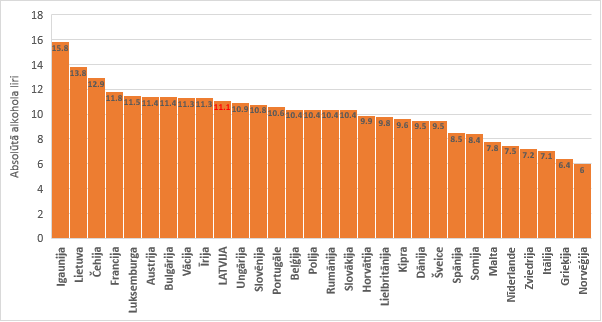 Absolūtā alkohola litri
18
16
14
12
10
8
6
4
2
0
15.8
13.8
12.9
11.8
11.5
11.4
11.4
11.3
11.3
11.1
10.9
10.8
10.6
10.4
10.4
10.4
10.4
9.9
9.8
9.6
9.5
9.5
8.5
8.4
7.8
7.5
7.2
7.1
6.4
6
Igaunija
Lietuva
Čehija
Francija
Luksemburga
Austrija
Bulgārija
Vācija
Īrija
LATVIJA
Ungārija
Slovēnija
Portugāle
Beļģija
Polija
Rumānija
Slovākija
Horvātija
Lielbritānija
Kipra
Dānija
Šveice
Spānija
Somija
Malta
Nīderlande
Zviedrija
Itālija
Grieķija
Norvēģija